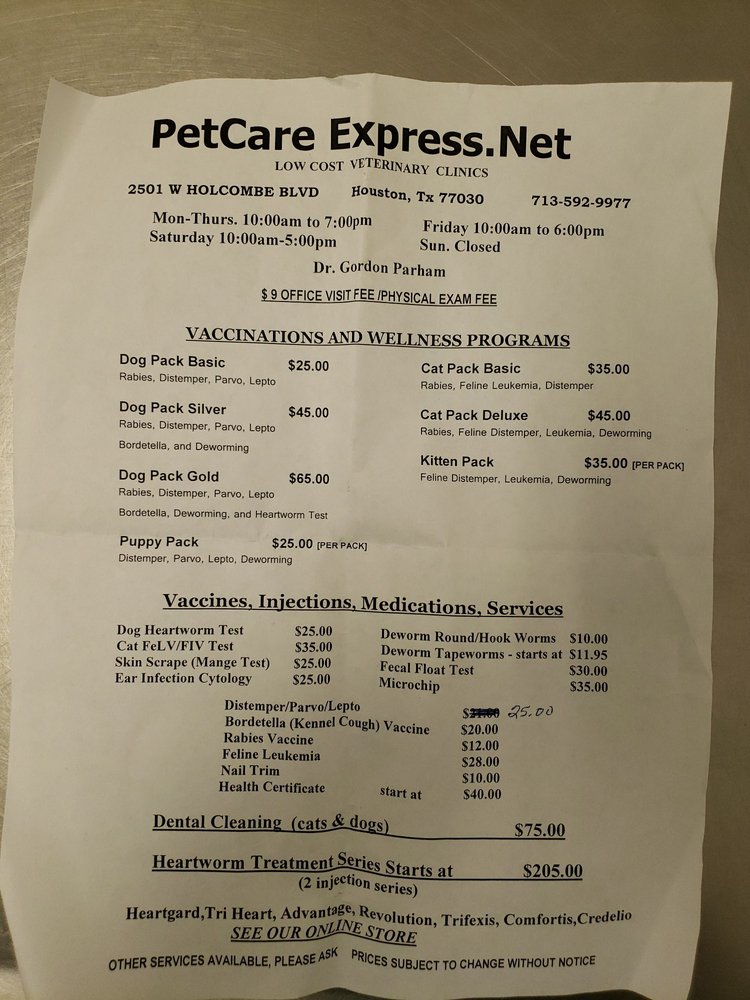 PetCare Express.Net
LOW COST VETERINARY CLINICS
2501 W HOLCOMBE BLVD Houston, Tx 77030 713-592-9977
Mon-Thurs. 10:00am to 7:00pm Friday 10:00am to 6:00pm
Saturday 10:00am-5:00pm Sun. Closed
Dr. Gordon Parham
$ 9 OFFICE VISIT FEE /PHYSICAL EXAM FEE
VACCINATIONS AND WELLNESS PROGRAMS
Dog Pack Basic $25.00
Rabies, Distemper, Parvo, Lepto
Dog Pack Silver $45.00
Rabies, Distemper, Parvo, Lepto
Bordetella, and Deworming
Dog Pack Gold $65.00
Rabies, Distemper, Parvo, Lepto
Bordetella, Deworming, and Heartworm Test
Puppy Pack $25.00 [PER PACK]
Distemper, Parvo, Lepto, Deworming
Cat Pack Basic $35.00
Rabies, Feline Leukemia, Distemper
Cat Pack Deluxe $45.00
Rabies, Feline Distemper, Leukemia, Deworming
Kitten Pack $35.00 [PER PACK]
Feline Distemper, Leukemia, Deworming
Vaccines, Injections, Medications, Services
Dog Heartworm Test $25.00
Cat FeLV/FIV Test $35.00
Skin Scrape (Mange Test) $25.00
Ear Infection Cytology $25.00
Deworm Round/Hook Worms $10.00
Deworm Tapeworms - starts at $11.95
Fecal Float Test $30.00
Microchip $35.00
Distemper/Parvo/Lepto 25.00
Bordetella (Kennel Cough) Vaccine $20.00
Rabies Vaccine $12.00
Feline Leukemia $28.00
Nail Trim $10.00
Health Certificate start at $40.00
Dental Cleaning (cats & dogs) $75.00
Heartworm Treatment Series Starts at $205.00
(2 injection series)
Heartgard,Tri Heart, Advantage, Revolution, Trifexis, Comfortis,Credelio
SEE OUR ONLINE STORE
OTHER SERVICES AVAILABLE, PLEASE ASK PRICES SUBJECT TO CHANGE WITHOUT NOTICE